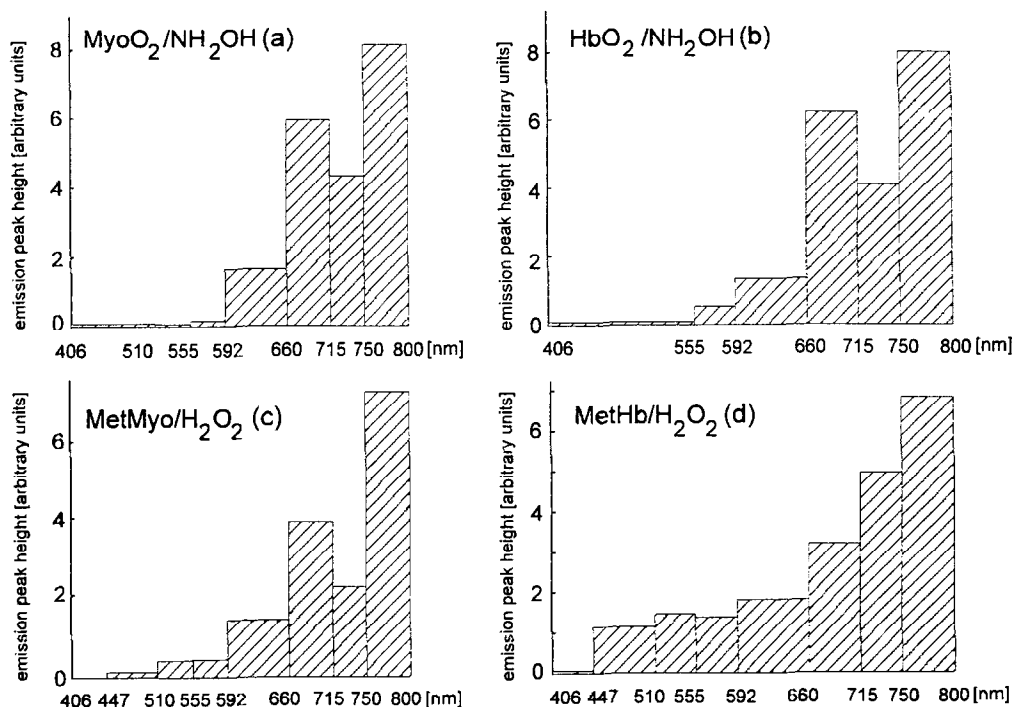 emission peak height [arbitrary units]
MyoO2/NH2OH (a)
8
6
4
2
0
406 510 555 592 660 715 750 800 [nm]
emission peak height [arbitrary units]
HbO2 /NH2OH (b)
8
6
4
2
0
406 555 592 660 715 750 800 [nm]
emission peak height [arbitrary units]
MetMyo/H2O2 (c)
6
4
2
0
406 447 510 555 592 660 715 750 800 [nm]
emission peak height [arbitrary units]
MetHb/H2O2 (d)
6
4
2
0
406 447 510 555 592 660 715 750 800 [nm]